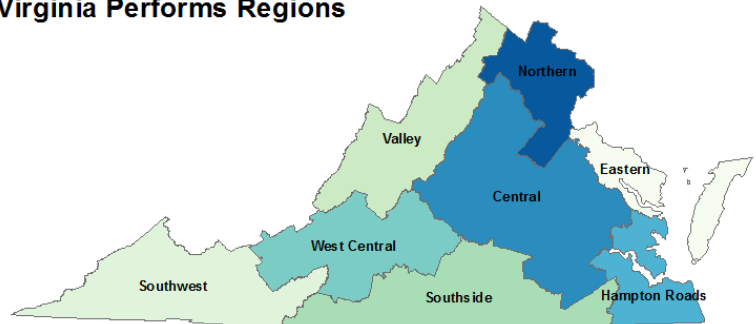 Virginia Performs Regions
Northern
Valley
Eastern
Central
West Central
Southwest
Southside
Hampton Roads